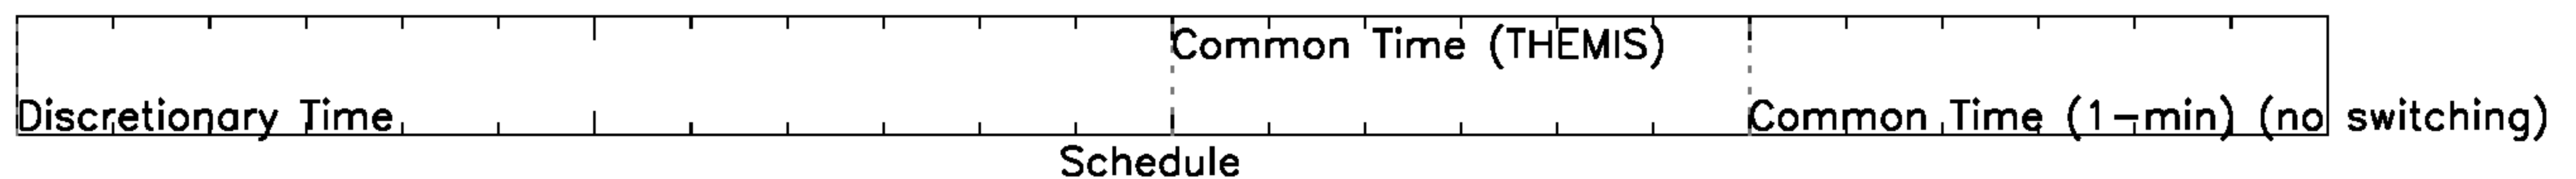 Common Time (THEMIS)
Discretionary Time
Common Time (1-min) (no switching)
Schedule